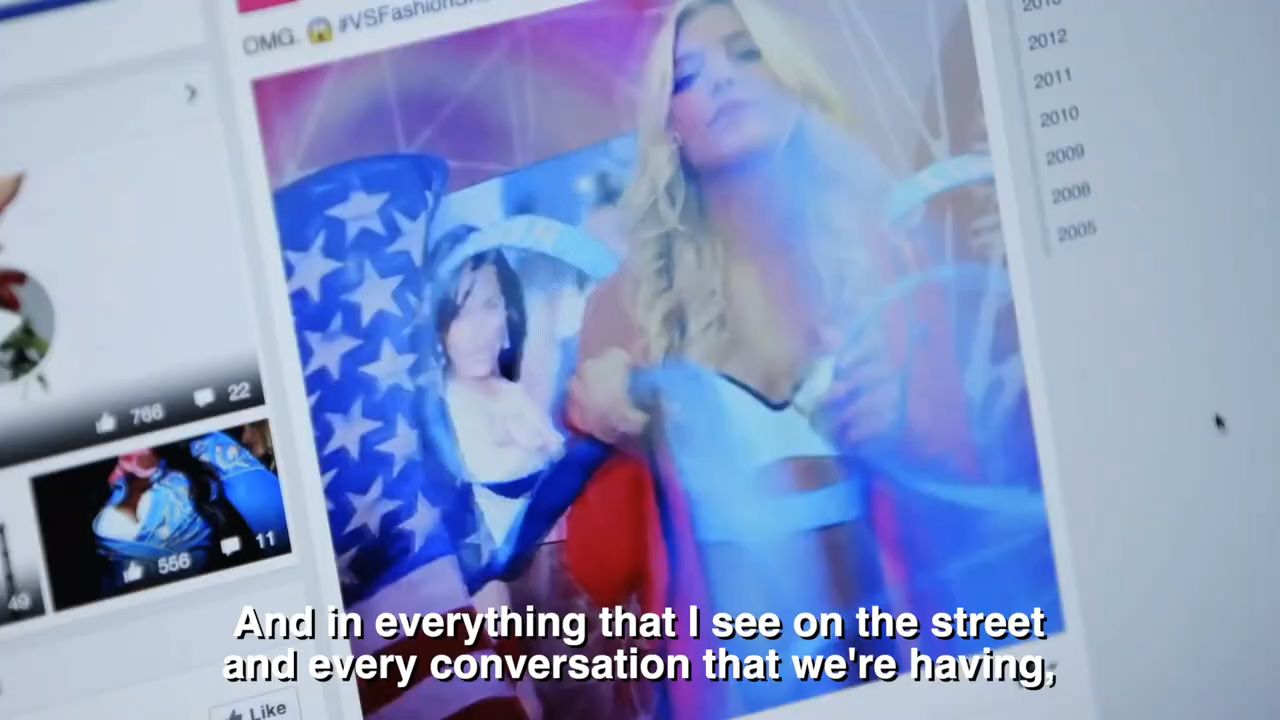 OMG. 😱
2012
2011
2010
2009
2008
2005
766
22
556
11
49
Like
And in everything that I see on the street
and every conversation that we're having,